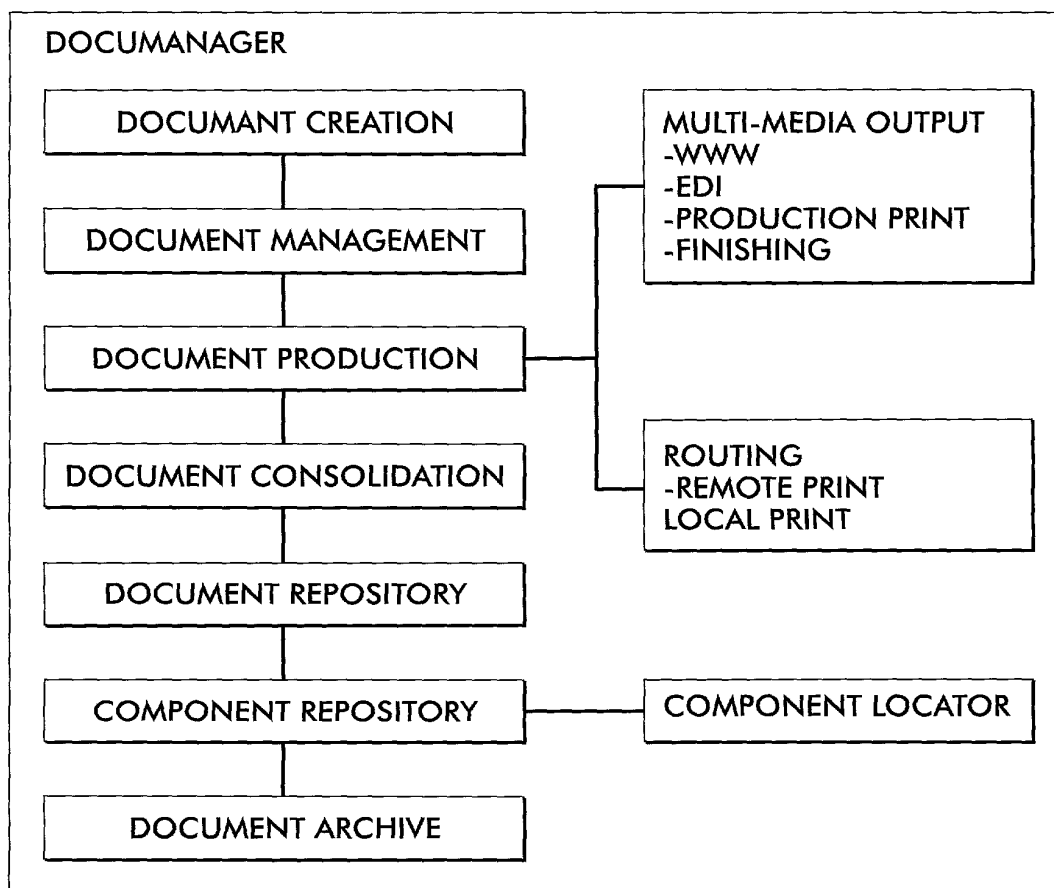 DOCUMANAGER
DOCUMANT CREATION
DOCUMENT MANAGEMENT
DOCUMENT PRODUCTION
DOCUMENT CONSOLIDATION
DOCUMENT REPOSITORY
COMPONENT REPOSITORY
DOCUMENT ARCHIVE
MULTI-MEDIA OUTPUT
-WWW
-EDI
-PRODUCTION PRINT
-FINISHING
ROUTING
-REMOTE PRINT
LOCAL PRINT
COMPONENT LOCATOR